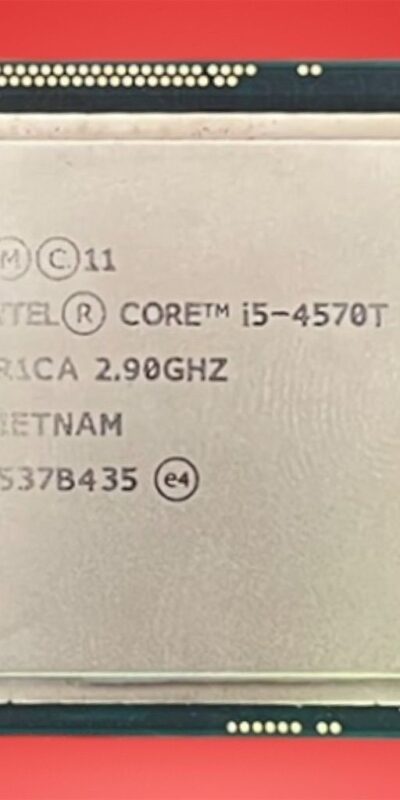 Ⓜ Ⓒ 11
TEL® CORE™ i5-4570T
R1CA 2.90GHZ
IETNAM
537B435 e4